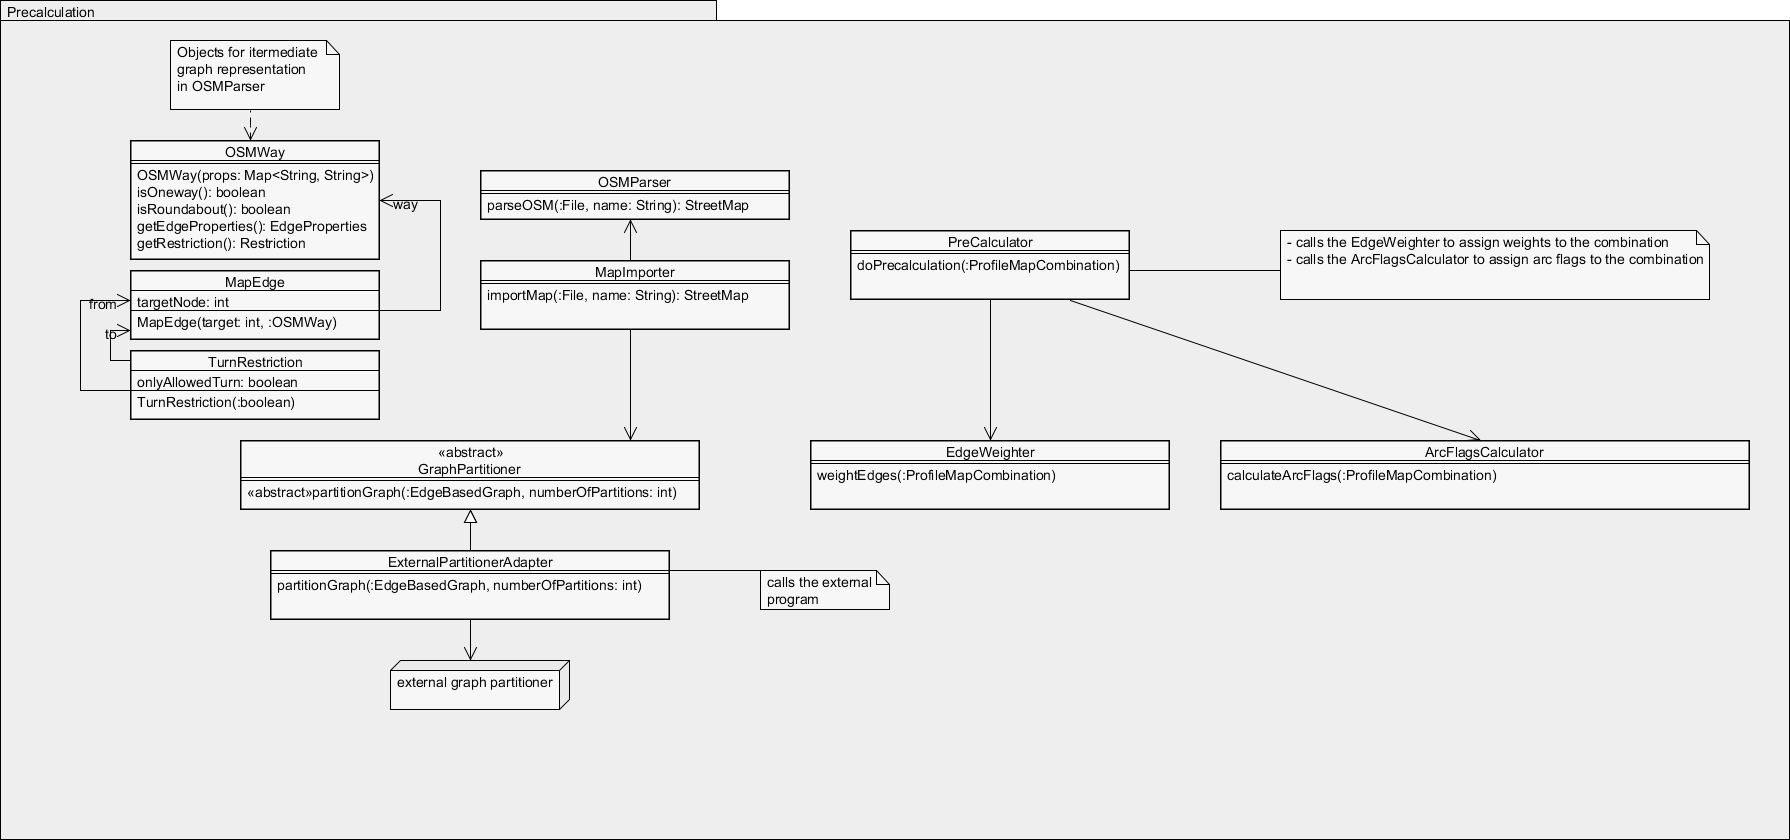 Precalculation
Objects for itermediate
graph representation
in OSMParser
OSMWay
OSMWay(props: Map<String, String>)
isOneway(): boolean
isRoundabout(): boolean
getEdgeProperties(): EdgeProperties
getRestriction(): Restriction
way
MapEdge
targetNode: int
MapEdge(target: int, :OSMWay)
from
to
TurnRestriction
onlyAllowedTurn: boolean
TurnRestriction(:boolean)
OSMParser
parseOSM(:File, name: String): StreetMap
MapImporter
importMap(:File, name: String): StreetMap
PreCalculator
doPrecalculation(:ProfileMapCombination)
- calls the EdgeWeighter to assign weights to the combination
- calls the ArcFlagsCalculator to assign arc flags to the combination
«abstract»
GraphPartitioner
«abstract»partitionGraph(:EdgeBasedGraph, numberOfPartitions: int)
EdgeWeighter
weightEdges(:ProfileMapCombination)
ArcFlagsCalculator
calculateArcFlags(:ProfileMapCombination)
ExternalPartitionerAdapter
partitionGraph(:EdgeBasedGraph, numberOfPartitions: int)
calls the external
program
external graph partitioner